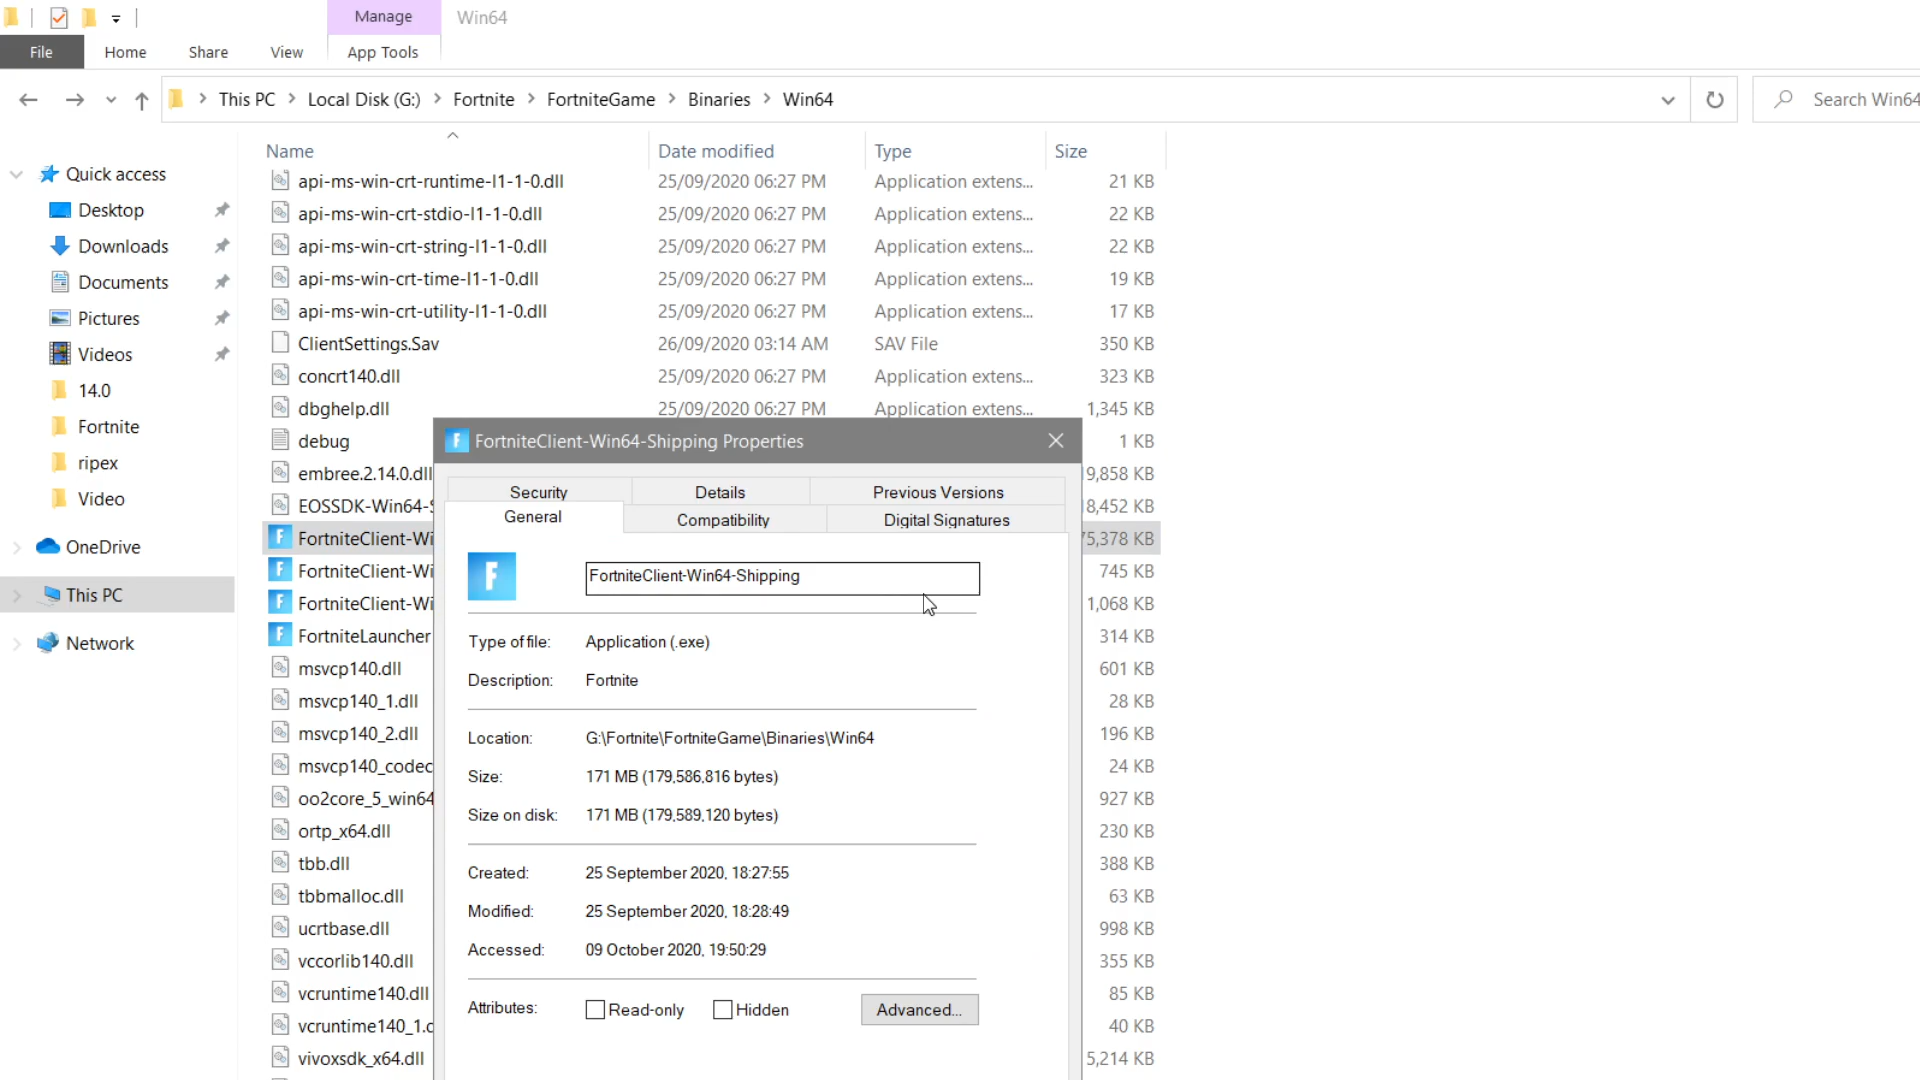 Manage
Win64
File
Home
Share
View
App Tools
This PC
Local Disk (G:)
Fortnite
FortniteGame
Binaries
Win64
Search Win64
Name
Date modified
Type
Size
Quick access
Desktop
Downloads
Documents
Pictures
Videos
14.0
Fortnite
ripex
Video
OneDrive
This PC
Network
api-ms-win-crt-runtime-l1-1-0.dll 25/09/2020 06:27 PM Application extens... 21 KB
api-ms-win-crt-stdio-l1-1-0.dll 25/09/2020 06:27 PM Application extens... 22 KB
api-ms-win-crt-string-l1-1-0.dll 25/09/2020 06:27 PM Application extens... 22 KB
api-ms-win-crt-time-l1-1-0.dll 25/09/2020 06:27 PM Application extens... 19 KB
api-ms-win-crt-utility-l1-1-0.dll 25/09/2020 06:27 PM Application extens... 17 KB
ClientSettings.Sav 26/09/2020 03:14 AM SAV File 350 KB
concrt140.dll 25/09/2020 06:27 PM Application extens... 323 KB
dbghelp.dll 25/09/2020 06:27 PM Application extens... 1,345 KB
debug 1 KB
embree.2.14.0.dll 9,858 KB
EOSSDK-Win64-S 8,452 KB
FortniteClient-Wi 75,378 KB
FortniteClient-Wi 745 KB
FortniteClient-Wi 1,068 KB
FortniteLauncher 314 KB
msvcp140.dll 601 KB
msvcp140_1.dll 28 KB
msvcp140_2.dll 196 KB
msvcp140_codec 24 KB
oo2core_5_win64 927 KB
ortp_x64.dll 230 KB
tbb.dll 388 KB
tbbmalloc.dll 63 KB
ucrtbase.dll 998 KB
vccorlib140.dll 355 KB
vcruntime140.dll 85 KB
vcruntime140_1.d 40 KB
vivoxsdk_x64.dll 5,214 KB
FortniteClient-Win64-Shipping Properties
Security
Details
Previous Versions
General
Compatibility
Digital Signatures
FortniteClient-Win64-Shipping
Type of file: Application (.exe)
Description: Fortnite
Location: G:\Fortnite\FortniteGame\Binaries\Win64
Size: 171 MB (179,586,816 bytes)
Size on disk: 171 MB (179,589,120 bytes)
Created: 25 September 2020, 18:27:55
Modified: 25 September 2020, 18:28:49
Accessed: 09 October 2020, 19:50:29
Attributes: Read-only Hidden Advanced...